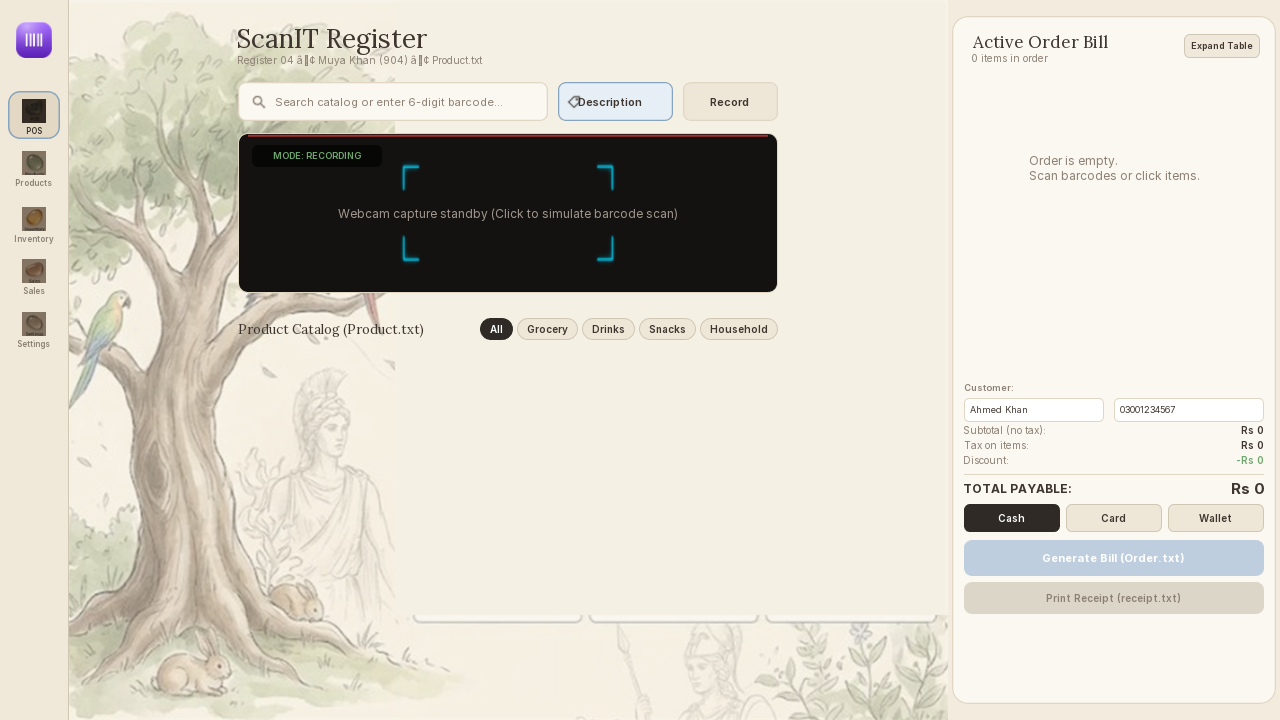 ScanIT Register
Register 04 â¢ Muya Khan (904) â¢ Product.txt
Search catalog or enter 6-digit barcode...
Description
Record
MODE: RECORDING
Webcam capture standby (Click to simulate barcode scan)
Product Catalog (Product.txt)
All
Grocery
Drinks
Snacks
Household
POS
Products
Inventory
Sales
Settings
Active Order Bill
0 items in order
Expand Table
Order is empty.
Scan barcodes or click items.
Customer:
Ahmed Khan
03001234567
Subtotal (no tax): Rs 0
Tax on items: Rs 0
Discount: -Rs 0
TOTAL PAYABLE: Rs 0
Cash
Card
Wallet
Generate Bill (Order.txt)
Print Receipt (receipt.txt)